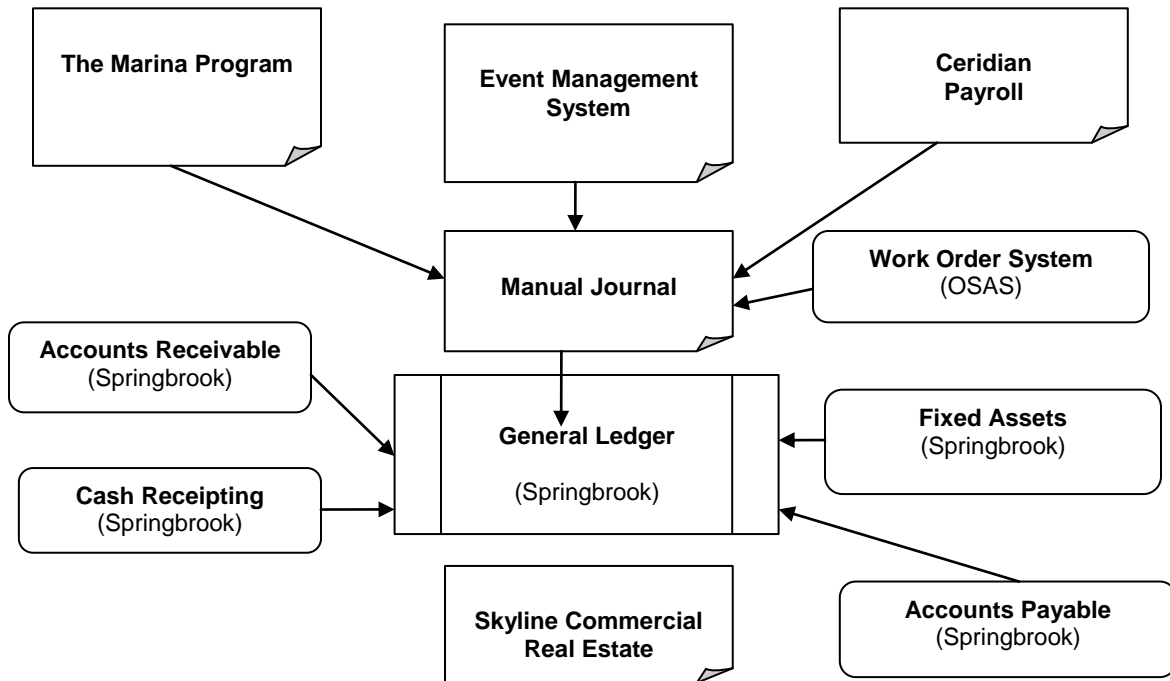 The Marina Program
Event Management
System
Ceridian
Payroll
Manual Journal
Work Order System
(OSAS)
Accounts Receivable
(Springbrook)
General Ledger
(Springbrook)
Fixed Assets
(Springbrook)
Cash Receipting
(Springbrook)
Skyline Commercial
Real Estate
Accounts Payable
(Springbrook)